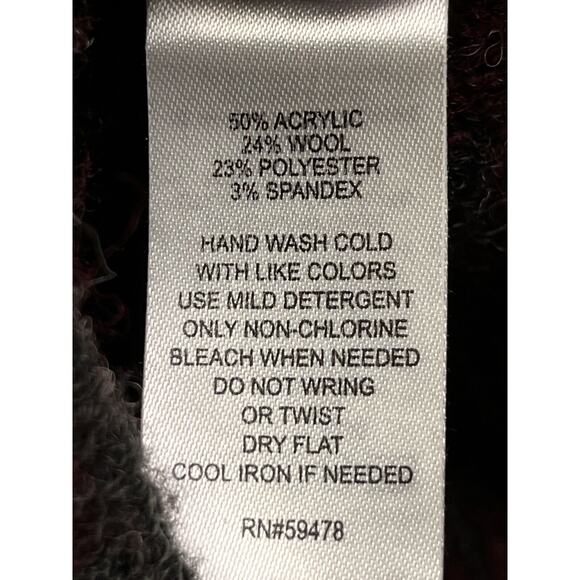 50% ACRYLIC
24% WOOL
23% POLYESTER
3% SPANDEX
HAND WASH COLD
WITH LIKE COLORS
USE MILD DETERGENT
ONLY NON-CHLORINE
BLEACH WHEN NEEDED
DO NOT WRING
OR TWIST
DRY FLAT
COOL IRON IF NEEDED
RN#59478